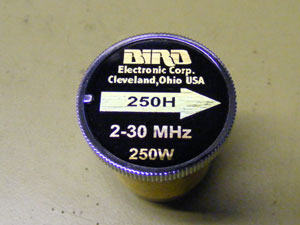 BIRD
Electronic Corp.
Cleveland,Ohio USA
250H
2-30 MHz
250W